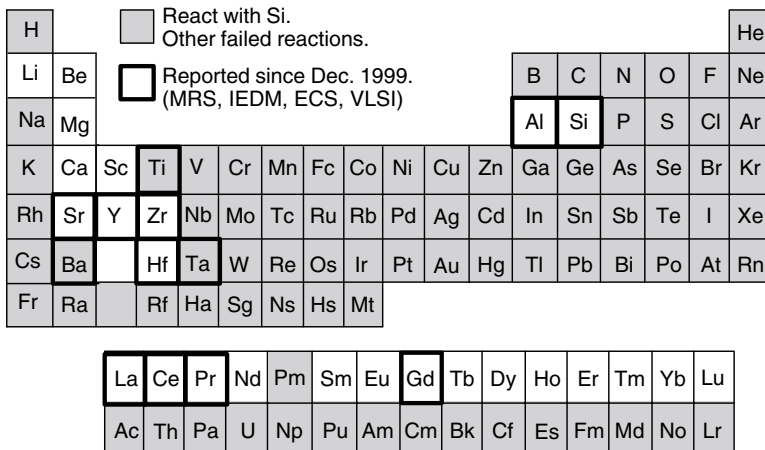 H React with Si. He
Other failed reactions.
Li Be Reported since Dec. 1999. B C N O F Ne
(MRS, IEDM, ECS, VLSI)
Na Mg Al Si P S Cl Ar
K Ca Sc Ti V Cr Mn Fc Co Ni Cu Zn Ga Ge As Se Br Kr
Rh Sr Y Zr Nb Mo Tc Ru Rb Pd Ag Cd In Sn Sb Te I Xe
Cs Ba Hf Ta W Re Os Ir Pt Au Hg Tl Pb Bi Po At Rn
Fr Ra Rf Ha Sg Ns Hs Mt
La Ce Pr Nd Pm Sm Eu Gd Tb Dy Ho Er Tm Yb Lu
Ac Th Pa U Np Pu Am Cm Bk Cf Es Fm Md No Lr